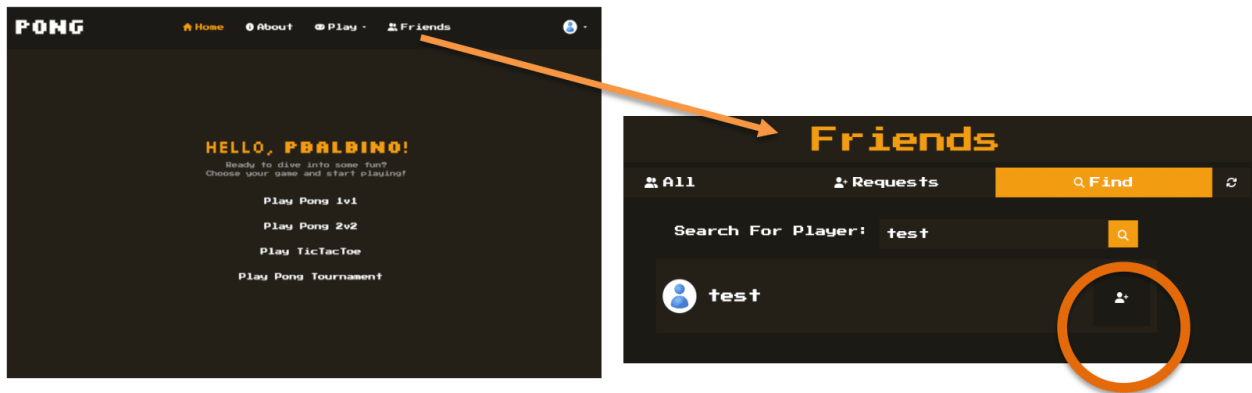 PONG
Home About Play Friends
HELLO, PBALBINO!
Ready to dive into some fun?
Choose your game and start playing!
Play Pong 1v1
Play Pong 2v2
Play TicTacToe
Play Pong Tournament
Friends
All Requests Find
Search For Player: test
test